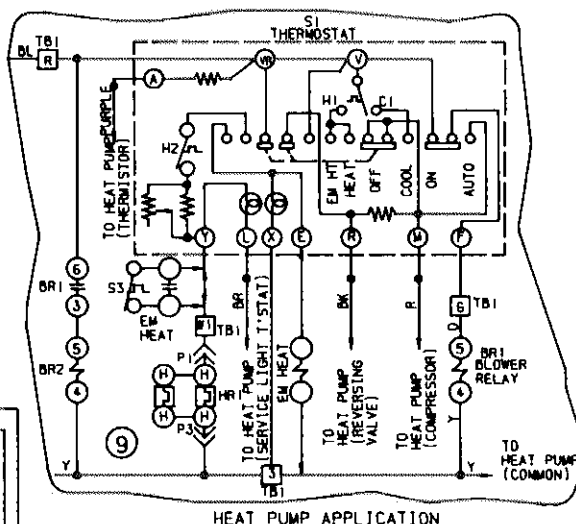 S1
THERMOSTAT
BL
TB1
R
VR
V
A
TO HEAT PUMP
(THERMISTOR)
PURPLE
H2
H1
C1
EM HT
HEAT
OFF
COOL
ON
AUTO
Y
L
X
E
R
M
F
BR1
6
3
S3
EM
HEAT
W1
TB1
BR
BK
R
6
TB1
O
BR2
5
4
P1
H
H
HR1
H
H
P3
TO HEAT PUMP
(SERVICE LIGHT T'STAT)
EM HEAT
TO
HEAT PUMP
(REVERSING
VALVE)
TO
HEAT PUMP
(COMPRESSOR)
5
BR1
BLOWER
RELAY
4
9
Y
Y
3
TB1
TO
HEAT PUMP
(COMMON)
HEAT PUMP APPLICATION